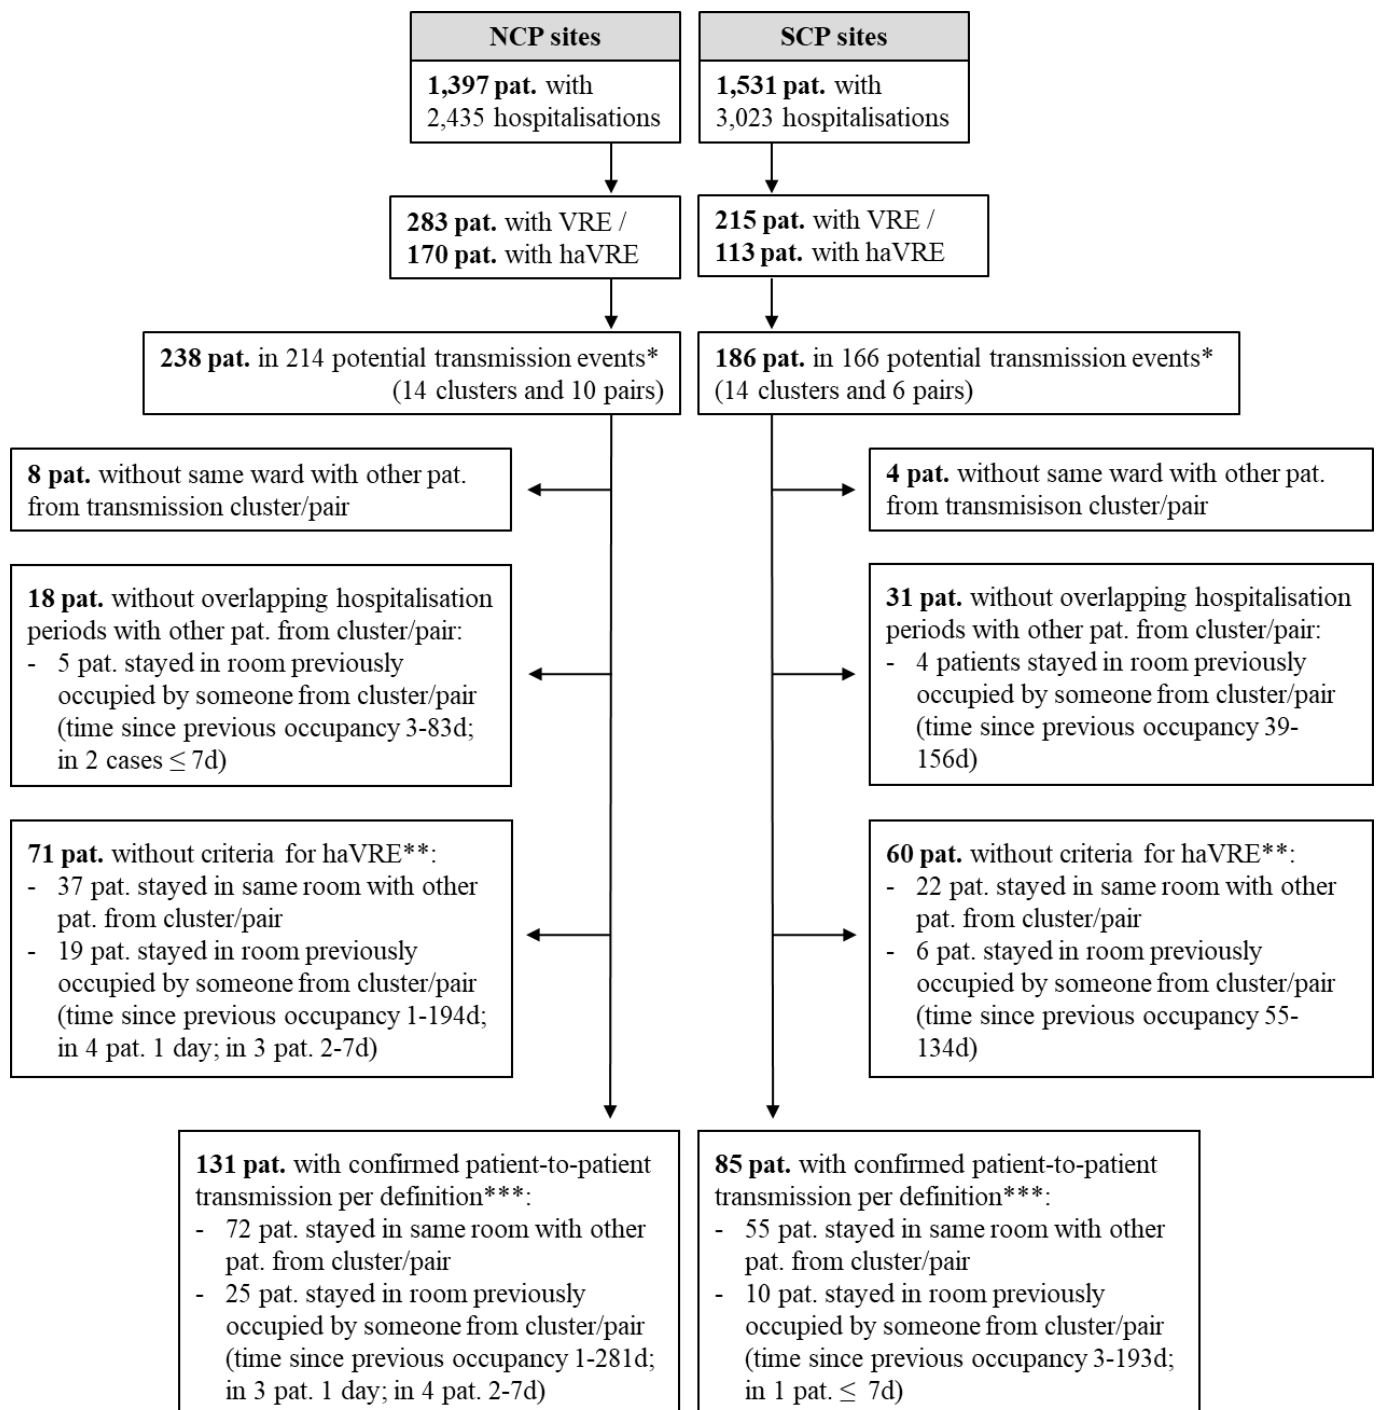 NCP sites
1,397 pat. with
2,435 hospitalisations
SCP sites
1,531 pat. with
3,023 hospitalisations
283 pat. with VRE /
170 pat. with haVRE
215 pat. with VRE /
113 pat. with haVRE
238 pat. in 214 potential transmission events*
(14 clusters and 10 pairs)
186 pat. in 166 potential transmission events*
(14 clusters and 6 pairs)
8 pat. without same ward with other pat.
from transmission cluster/pair
4 pat. without same ward with other pat.
from transmisison cluster/pair
18 pat. without overlapping hospitalisation
periods with other pat. from cluster/pair:
- 5 pat. stayed in room previously
occupied by someone from cluster/pair
(time since previous occupancy 3-83d;
in 2 cases ≤ 7d)
31 pat. without overlapping hospitalisation
periods with other pat. from cluster/pair:
- 4 patients stayed in room previously
occupied by someone from cluster/pair
(time since previous occupancy 39-
156d)
71 pat. without criteria for haVRE**:
- 37 pat. stayed in same room with other
pat. from cluster/pair
- 19 pat. stayed in room previously
occupied by someone from cluster/pair
(time since previous occupancy 1-194d;
in 4 pat. 1 day; in 3 pat. 2-7d)
60 pat. without criteria for haVRE**:
- 22 pat. stayed in same room with other
pat. from cluster/pair
- 6 pat. stayed in room previously
occupied by someone from cluster/pair
(time since previous occupancy 55-
134d)
131 pat. with confirmed patient-to-patient
transmission per definition***:
- 72 pat. stayed in same room with other
pat. from cluster/pair
- 25 pat. stayed in room previously
occupied by someone from cluster/pair
(time since previous occupancy 1-281d;
in 3 pat. 1 day; in 4 pat. 2-7d)
85 pat. with confirmed patient-to-patient
transmission per definition***:
- 55 pat. stayed in same room with other
pat. from cluster/pair
- 10 pat. stayed in room previously
occupied by someone from cluster/pair
(time since previous occupancy 3-193d;
in 1 pat. ≤ 7d)